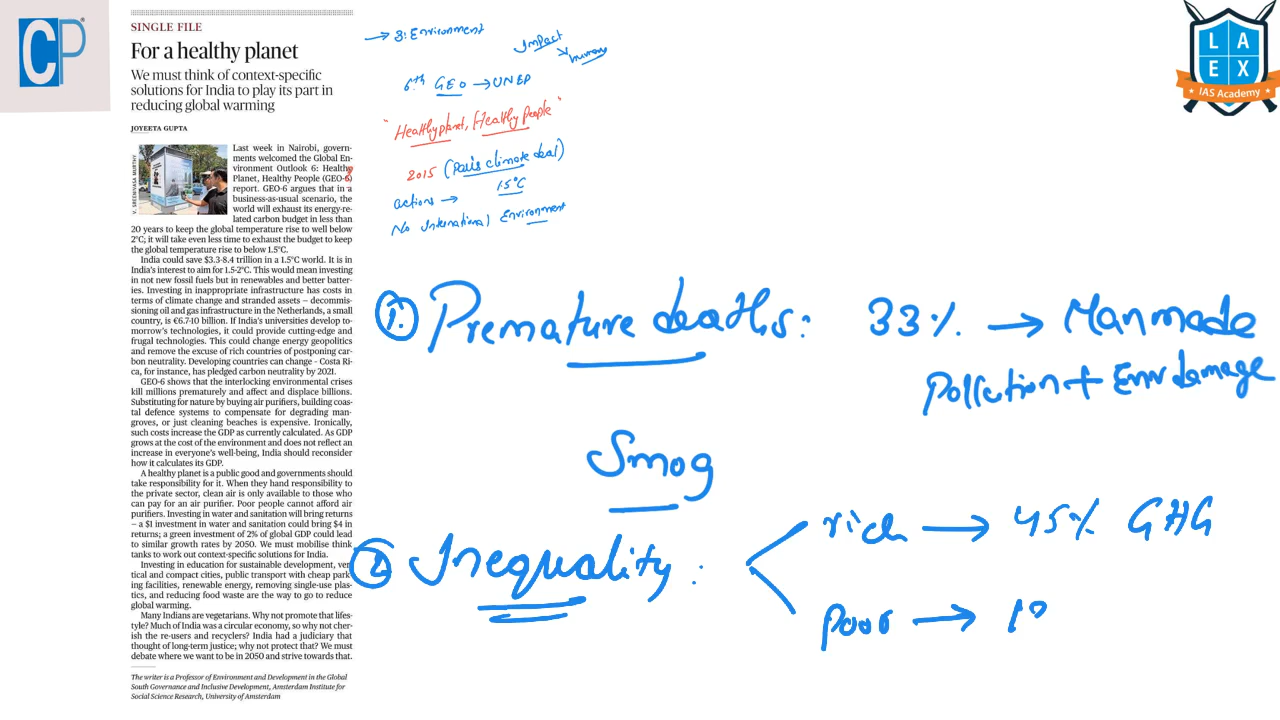 CP
SINGLE FILE
For a healthy planet
We must think of context-specific
solutions for India to play its part in
reducing global warming
JOYEETA GUPTA
V. SREENIVASA MURTHY
Last week in Nairobi, govern-
ments welcomed the Global En-
vironment Outlook 6: Healthy
Planet, Healthy People (GEO-6)
report. GEO-6 argues that in a
business-as-usual scenario, the
world will exhaust its energy-re-
lated carbon budget in less than
20 years to keep the global temperature rise to well below
2°C; it will take even less time to exhaust the budget to keep
the global temperature rise to below 1.5°C.
India could save $3.3-8.4 trillion in a 1.5°C world. It is in
India's interest to aim for 1.5-2°C. This would mean investing
in not new fossil fuels but in renewables and better batter-
ies. Investing in inappropriate infrastructure has costs in
terms of climate change and stranded assets – decommis-
sioning oil and gas infrastructure in the Netherlands, a small
country, is €6.7-10 billion. If India's universities develop to-
morrow's technologies, it could provide cutting-edge and
frugal technologies. This could change energy geopolitics
and remove the excuse of rich countries of postponing car-
bon neutrality. Developing countries can change - Costa Ri-
ca, for instance, has pledged carbon neutrality by 2021.
GEO-6 shows that the interlocking environmental crises
kill millions prematurely and affect and displace billions.
Substituting for nature by buying air purifiers, building coas-
tal defence systems to compensate for degrading man-
groves, or just cleaning beaches is expensive. Ironically,
such costs increase the GDP as currently calculated. As GDP
grows at the cost of the environment and does not reflect an
increase in everyone's well-being, India should reconsider
how it calculates its GDP.
A healthy planet is a public good and governments should
take responsibility for it. When they hand responsibility to
the private sector, clean air is only available to those who
can pay for an air purifier. Poor people cannot afford air
purifiers. Investing in water and sanitation will bring returns
– a $1 investment in water and sanitation could bring $4 in
returns; a green investment of 2% of global GDP could lead
to similar growth rates by 2050. We must mobilise think
tanks to work out context-specific solutions for India.
Investing in education for sustainable development, ver
tical and compact cities, public transport with cheap park
ing facilities, renewable energy, removing single-use plas-
tics, and reducing food waste are the way to go to reduce
global warming.
Many Indians are vegetarians. Why not promote that lifes-
tyle? Much of India was a circular economy, so why not cher-
ish the re-users and recyclers? India had a judiciary that
thought of long-term justice; why not protect that? We must
debate where we want to be in 2050 and strive towards that.
The writer is a Professor of Environment and Development in the Global
South Governance and Inclusive Development, Amsterdam Institute for
Social Science Research, University of Amsterdam
→ 3: Environment
Impact
6th GEO → UNEP
"Healthy planet, Healthy People"
2015 (Paris climate deal)
1.5°C
actions →
No International Environment
1. Premature deaths: 33% → Manmade
Pollution + Env damage
Smog
2. Inequality:
rich → 45% GHG
Poor → 1
LA
EX
IAS Academy